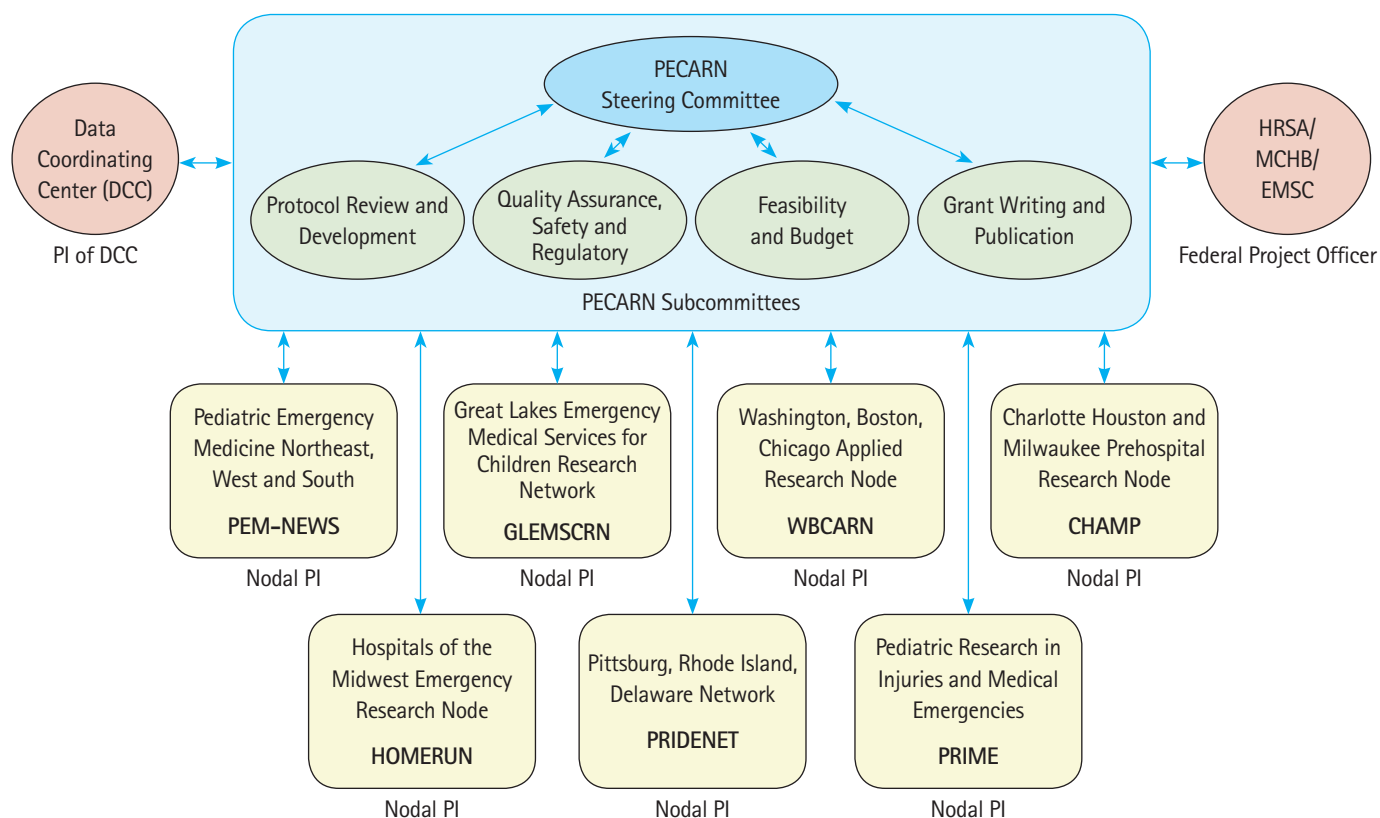 PECARN
Steering Committee
Data
Coordinating
Center (DCC)
PI of DCC
HRSA/
MCHB/
EMSC
Federal Project Officer
Protocol Review and
Development
Quality Assurance,
Safety and
Regulatory
Feasibility
and Budget
Grant Writing and
Publication
PECARN Subcommittees
Pediatric Emergency
Medicine Northeast,
West and South
PEM-NEWS
Nodal PI
Great Lakes Emergency
Medical Services for
Children Research
Network
GLEMSCRN
Nodal PI
Washington, Boston,
Chicago Applied
Research Node
WBCARN
Nodal PI
Charlotte Houston and
Milwaukee Prehospital
Research Node
CHAMP
Nodal PI
Hospitals of the
Midwest Emergency
Research Node
HOMERUN
Nodal PI
Pittsburg, Rhode Island,
Delaware Network
PRIDENET
Nodal PI
Pediatric Research in
Injuries and Medical
Emergencies
PRIME
Nodal PI